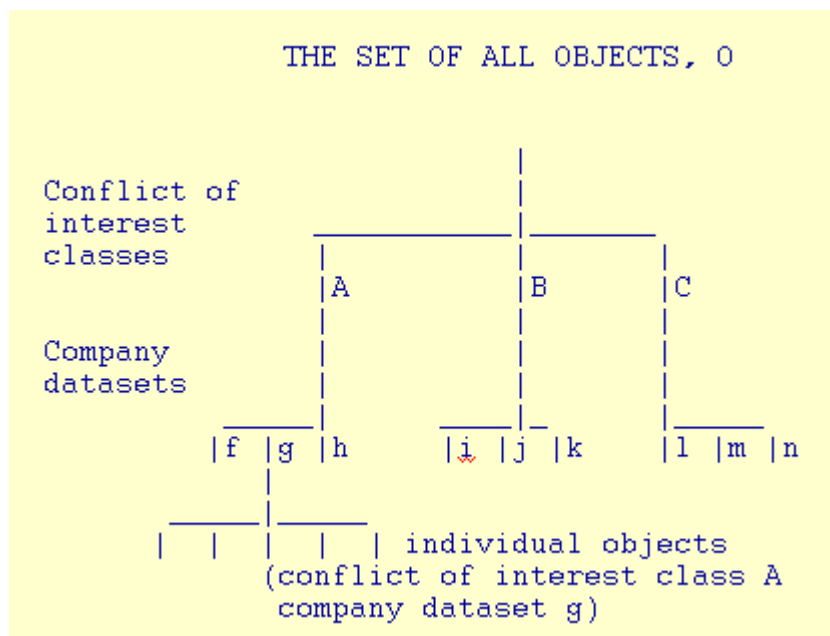 THE SET OF ALL OBJECTS, O
Conflict of
interest
classes
A B C
Company
datasets
f g h i j k l m n
individual objects
(conflict of interest class A
company dataset g)